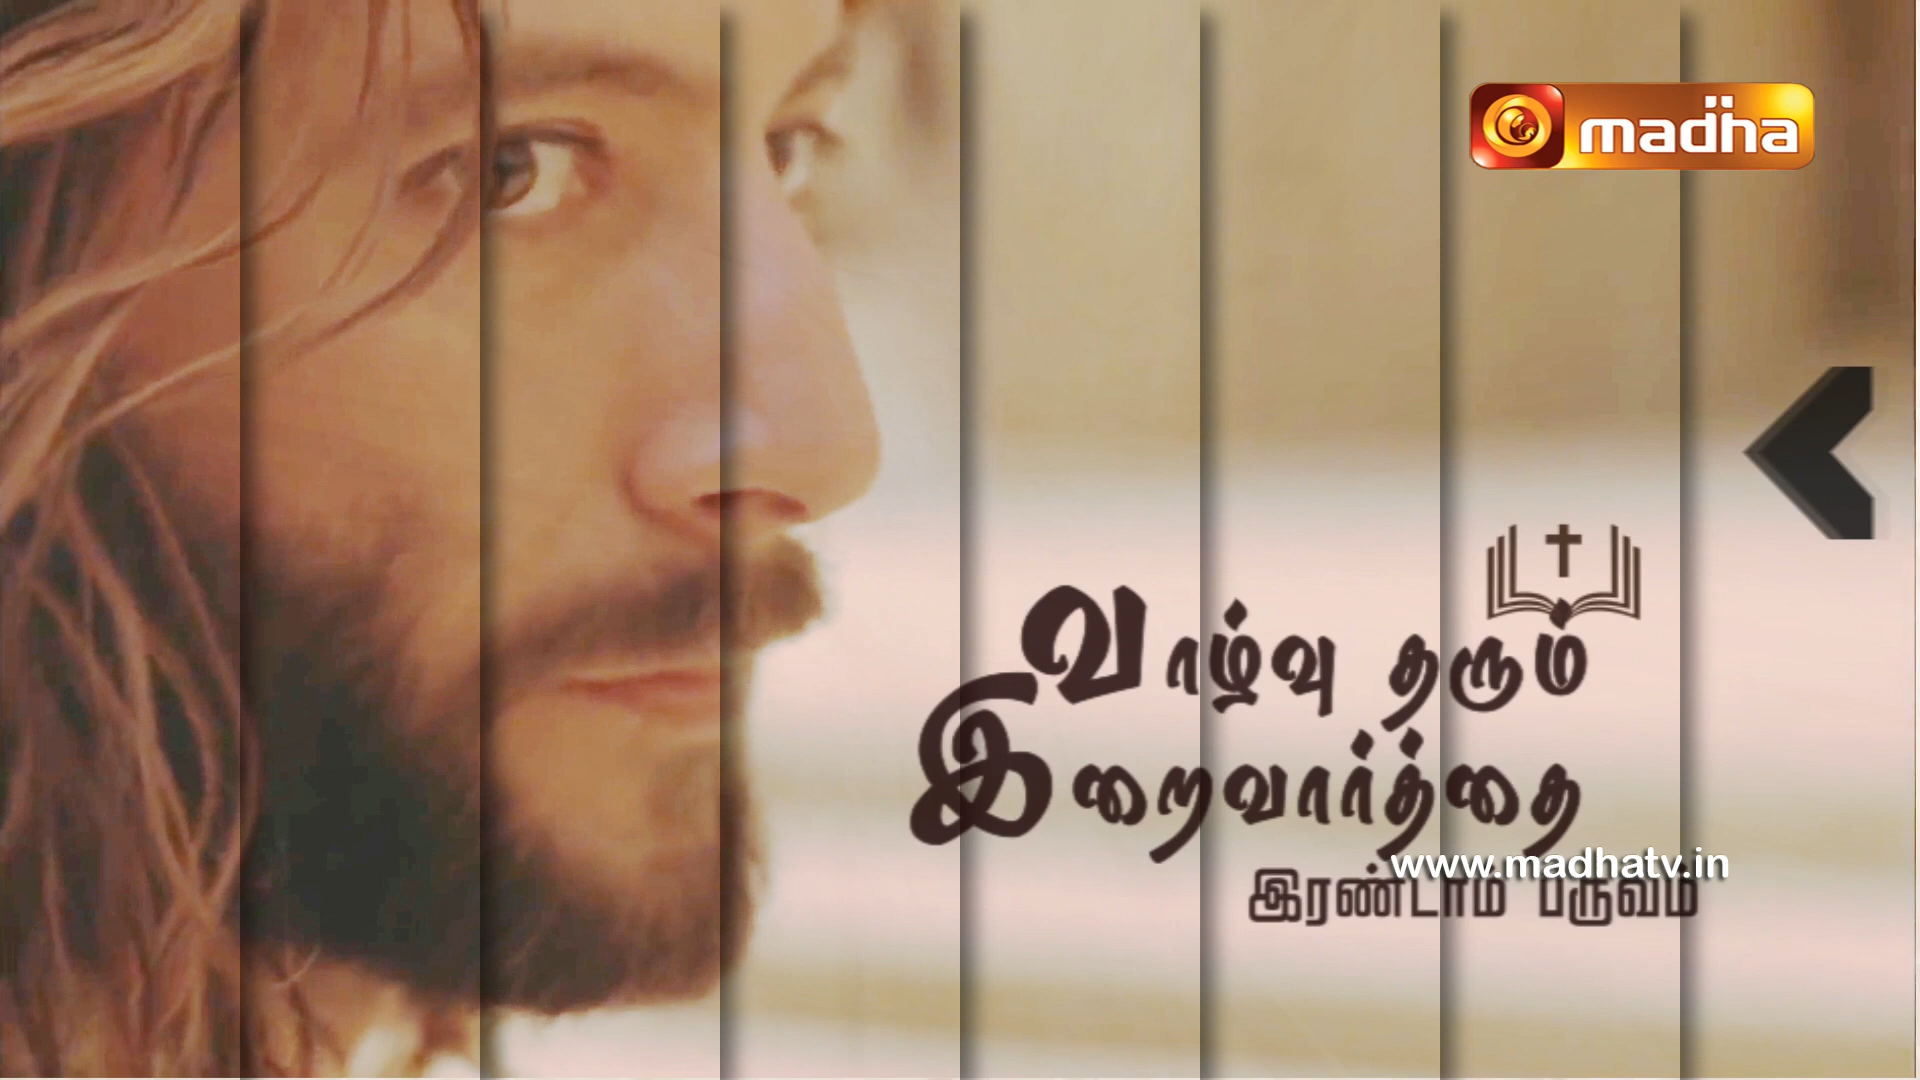 madha
வாழ்வு தரும்
இறைவார்த்தை
www.madhatv.in
இரண்டாம் பருவம்